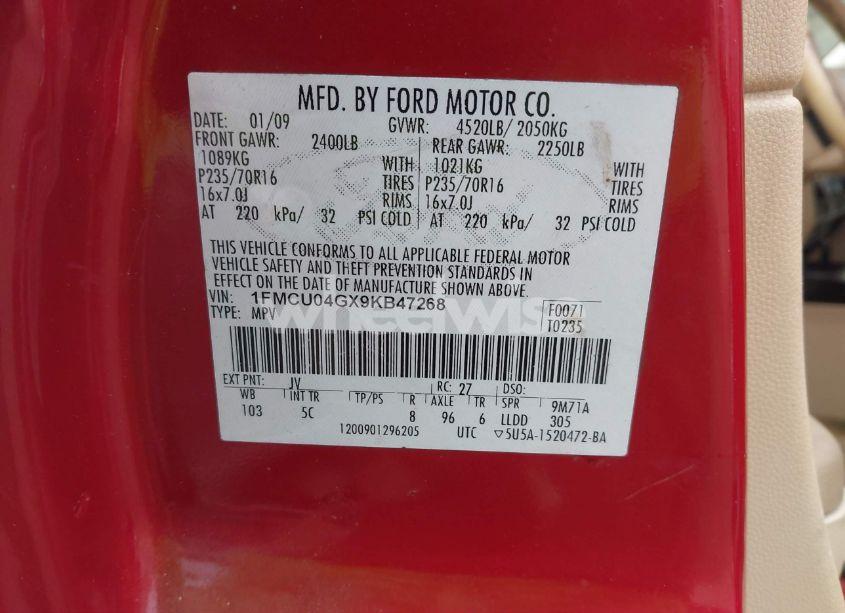 MFD. BY FORD MOTOR CO.
DATE: 01/09 GVWR: 4520LB/ 2050KG
FRONT GAWR: 2400LB REAR GAWR: 2250LB
1089KG WITH 1021KG WITH
P235/70R16 TIRES P235/70R16 TIRES
16x7.0J RIMS 16x7.0J RIMS
AT 220 kPa/ 32 PSI COLD AT 220 kPa/ 32 PSI COLD
THIS VEHICLE CONFORMS TO ALL APPLICABLE FEDERAL MOTOR
VEHICLE SAFETY AND THEFT PREVENTION STANDARDS IN
EFFECT ON THE DATE OF MANUFACTURE SHOWN ABOVE.
VIN: 1FMCU04GX9KB47268 F0071
TYPE: MPV T0235
wheelwise
EXT PNT: JV RC: 27 DSO:
WB INT TR TP/PS R AXLE TR SPR 9M71A
103 5C 8 96 6 LLDD 305
1200901296205 UTC ▽5U5A-1520472-BA